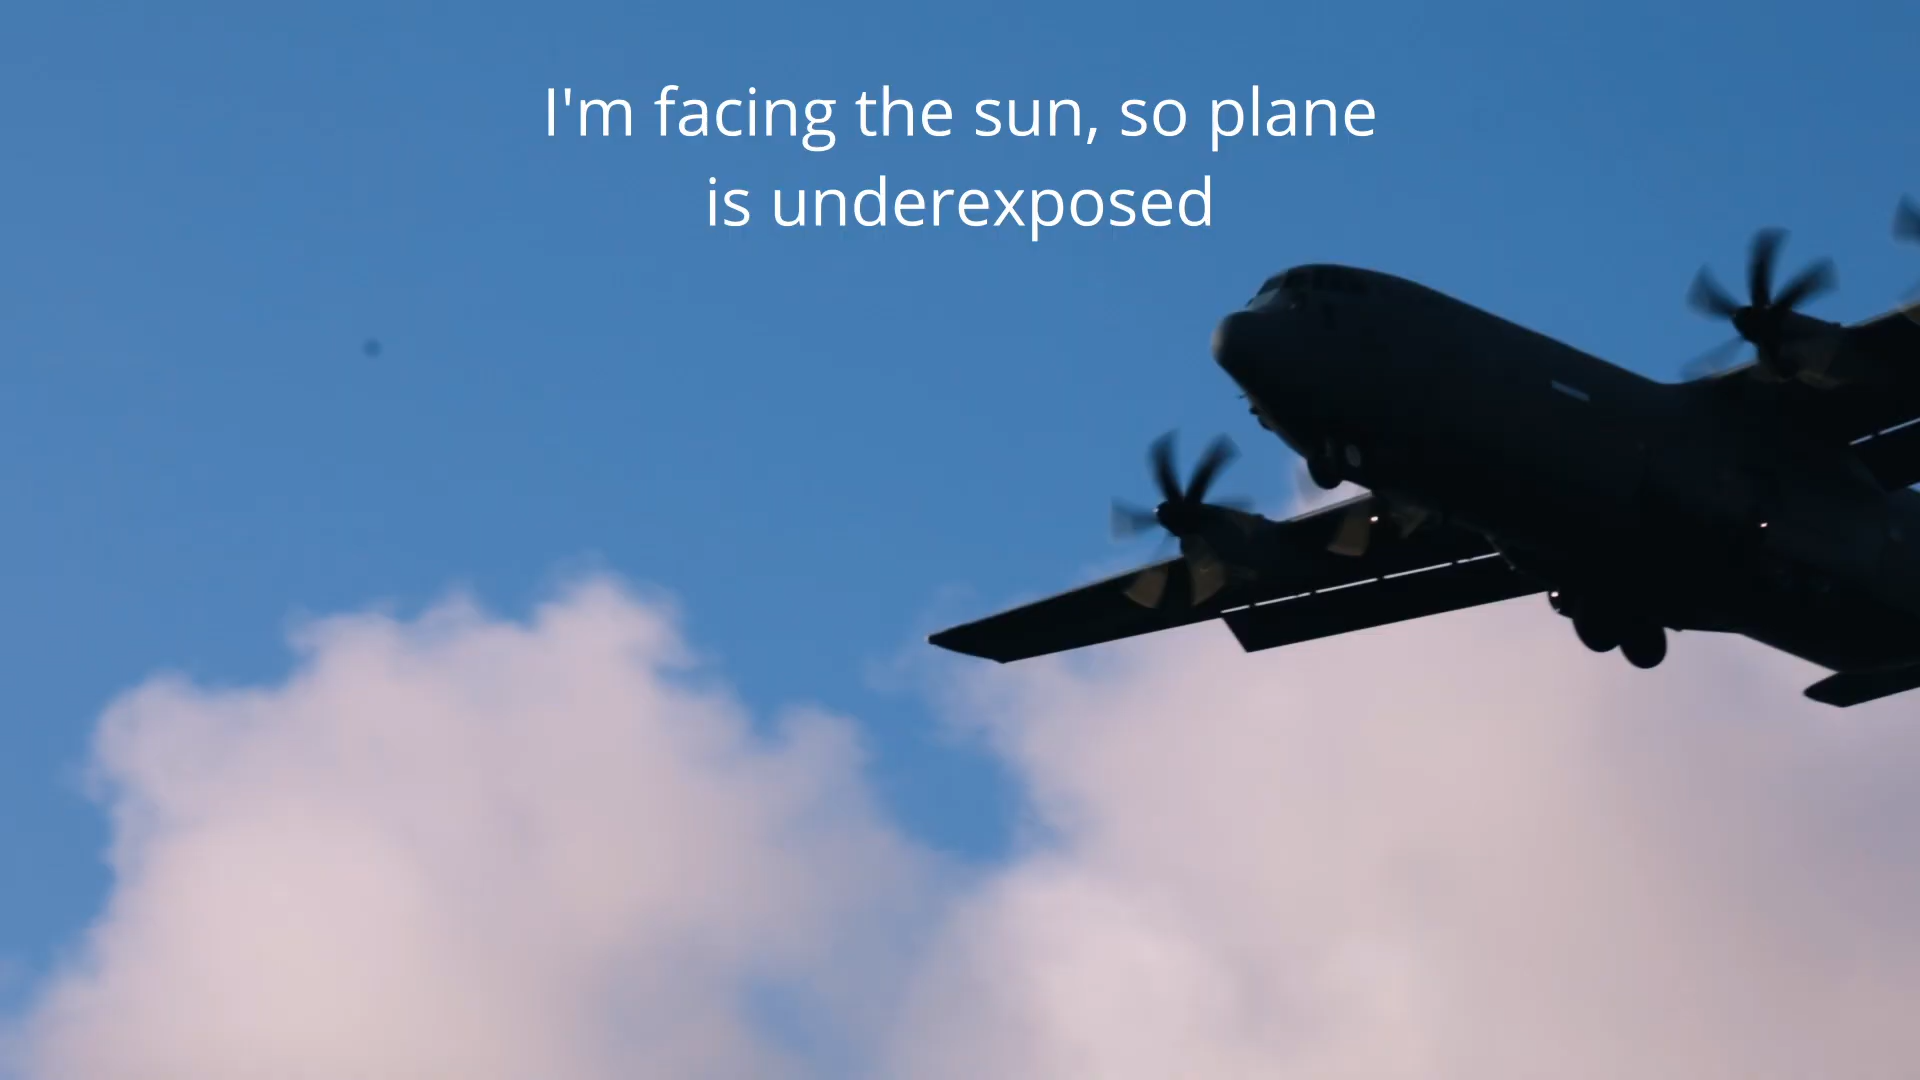 I'm facing the sun, so plane
is underexposed